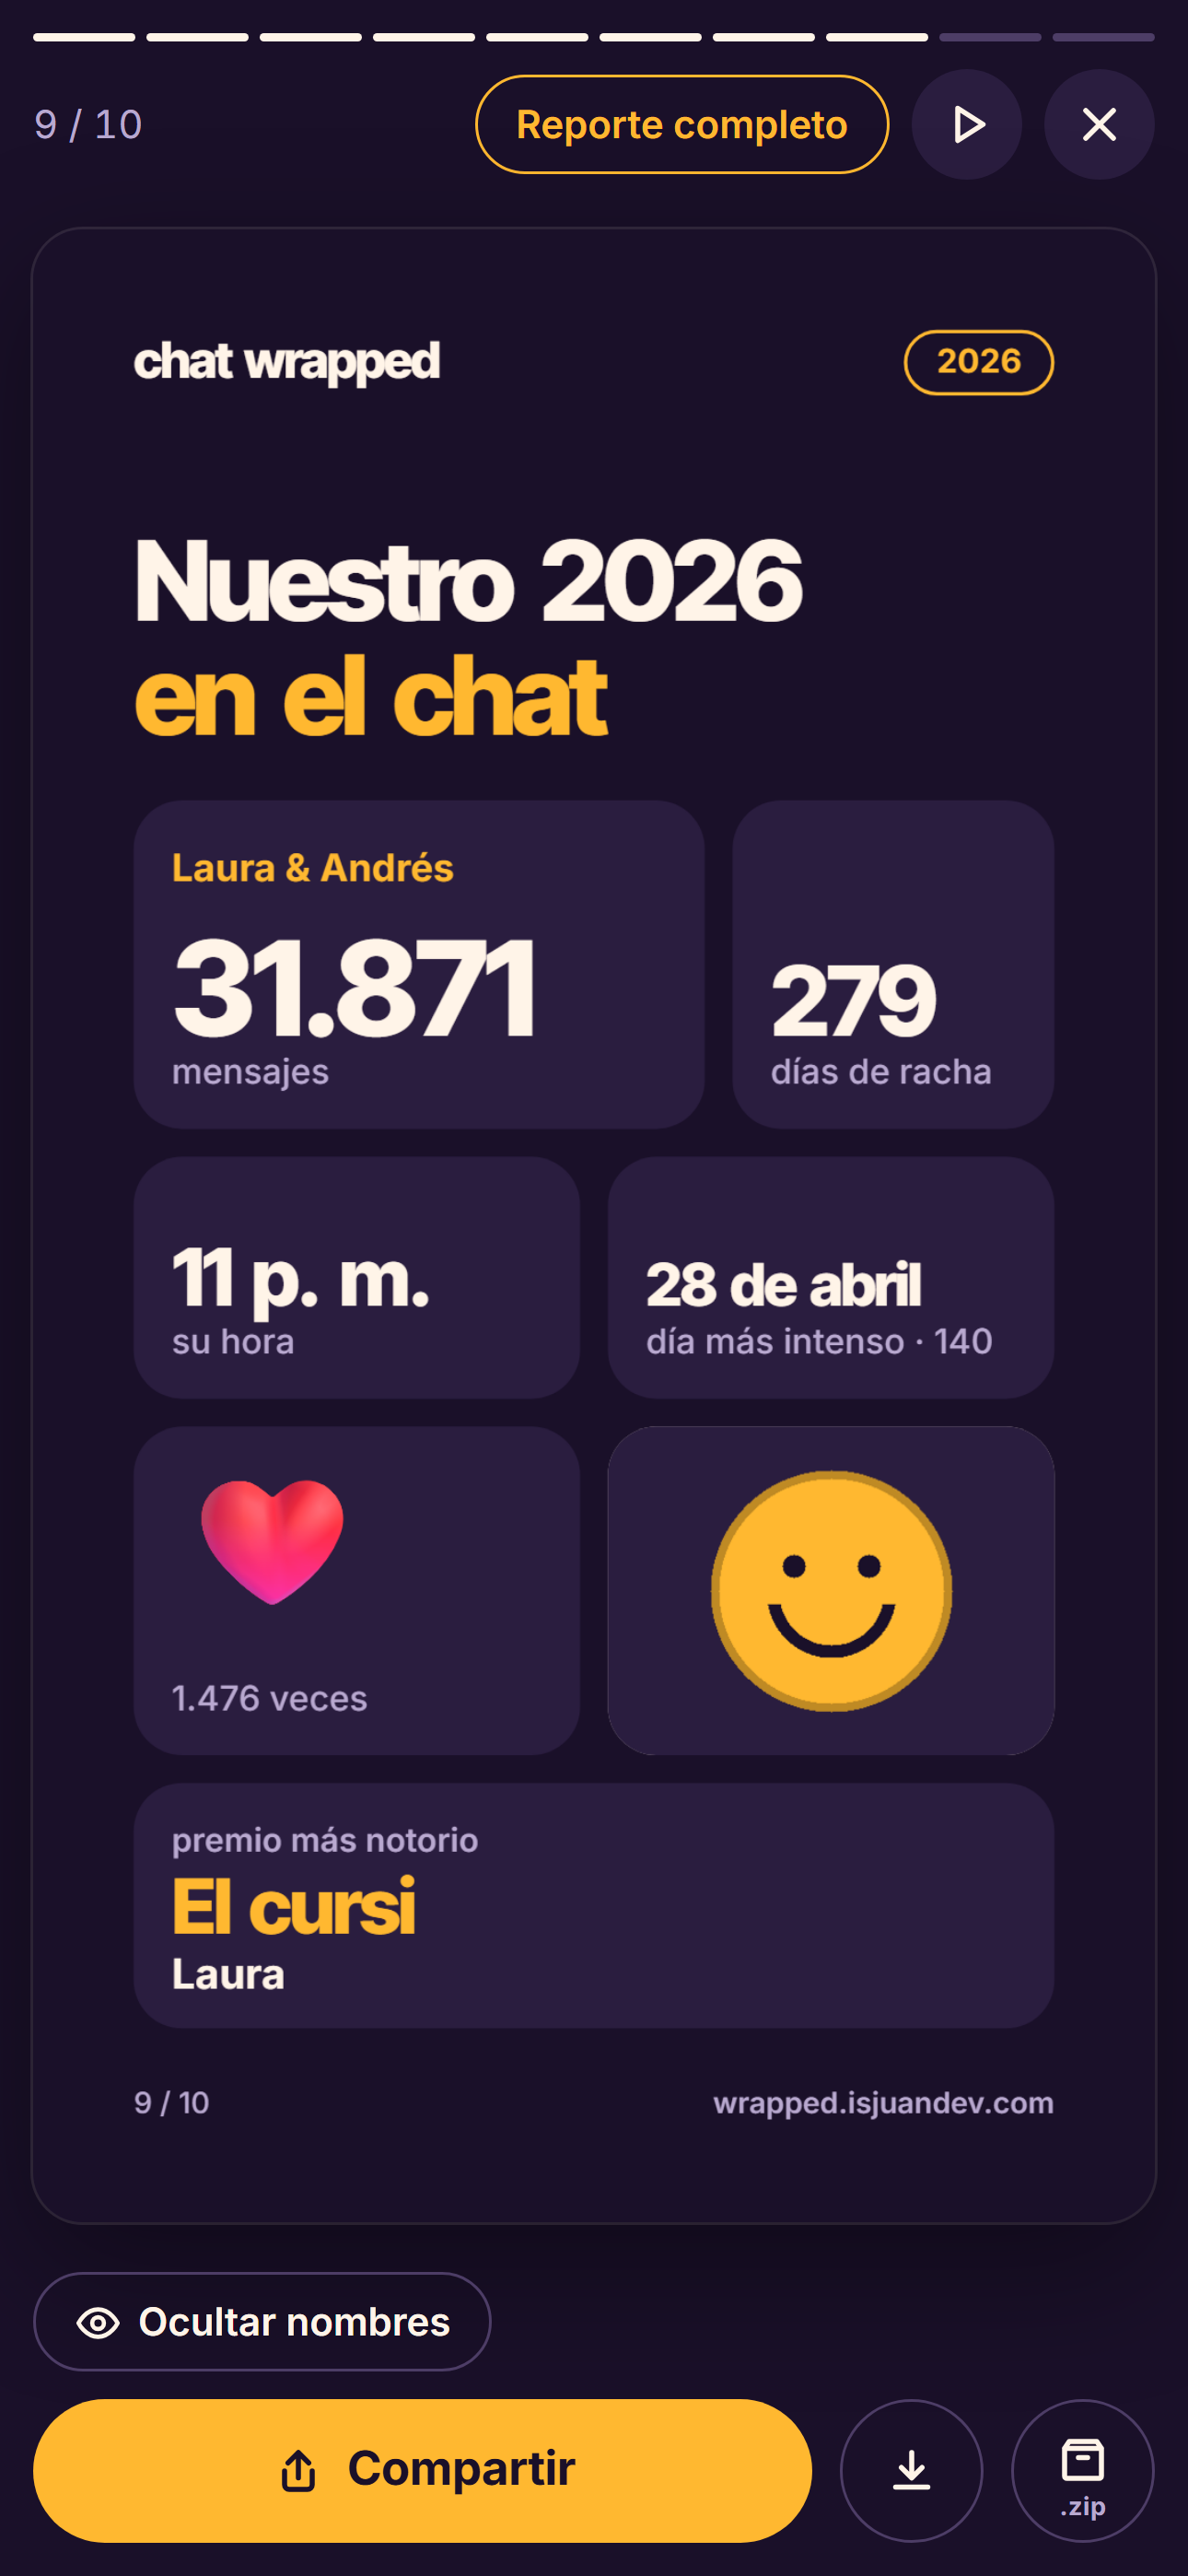 9 / 10
Reporte completo
chat wrapped
2026
Nuestro 2026
en el chat
Laura & Andrés
31.871
mensajes
279
días de racha
11 p. m.
su hora
28 de abril
día más intenso · 140
1.476 veces
premio más notorio
El cursi
Laura
9 / 10
wrapped.isjuandev.com
Ocultar nombres
Compartir
.zip